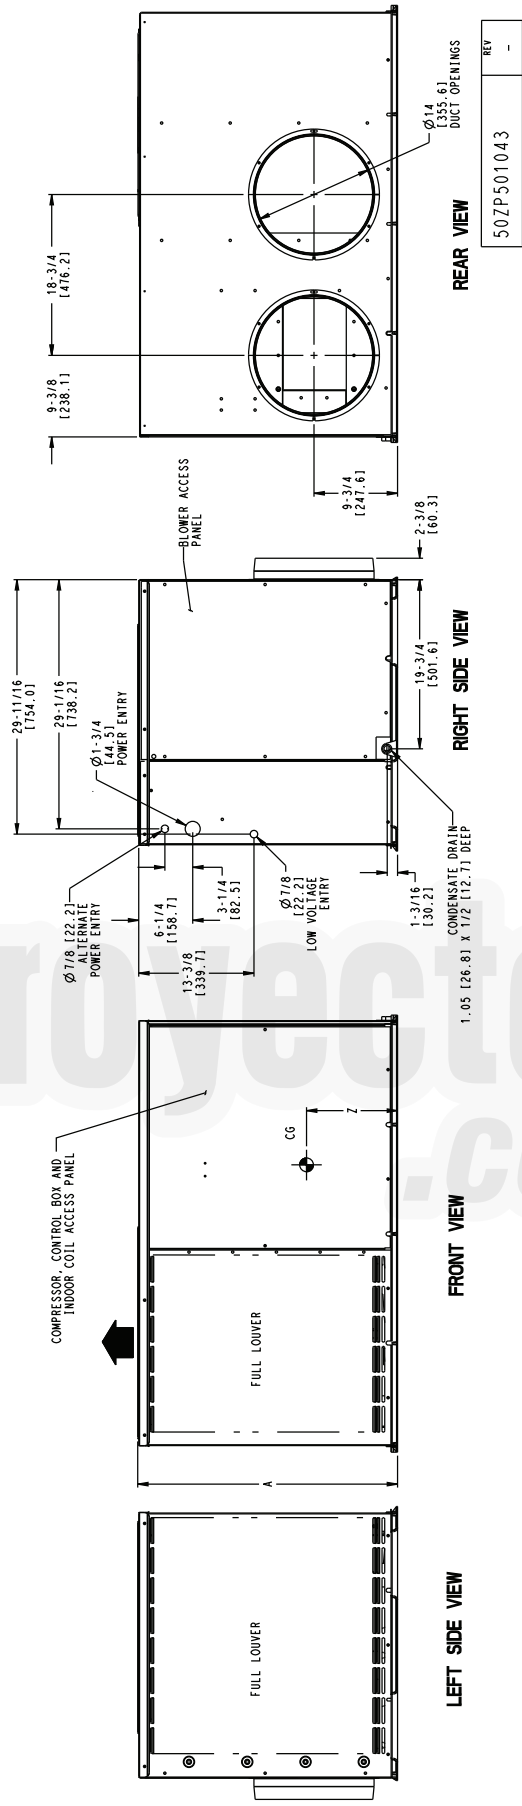 LEFT SIDE VIEW
FULL LOUVER
A
FRONT VIEW
FULL LOUVER
COMPRESSOR, CONTROL BOX AND
INDOOR COIL ACCESS PANEL
CG
Z
RIGHT SIDE VIEW
29-11/16
[754.0]
29-1/16
[738.2]
Ø1-3/4
[44.5]
POWER ENTRY
Ø7/8 [22.2]
ALTERNATE
POWER ENTRY
6-1/4
[158.7]
3-1/4
[82.5]
13-3/8
[339.7]
Ø7/8
[22.2]
LOW VOLTAGE
ENTRY
BLOWER ACCESS
PANEL
1-3/16
[30.2]
CONDENSATE DRAIN
1.05 [26.8] X 1/2 [12.7] DEEP
19-3/4
[501.6]
2-3/8
[60.3]
REAR VIEW
9-3/8
[238.1]
18-3/4
[476.2]
9-3/4
[247.6]
Ø14
[355.6]
DUCT OPENINGS
50ZP501043
REV
-
royecto
.co